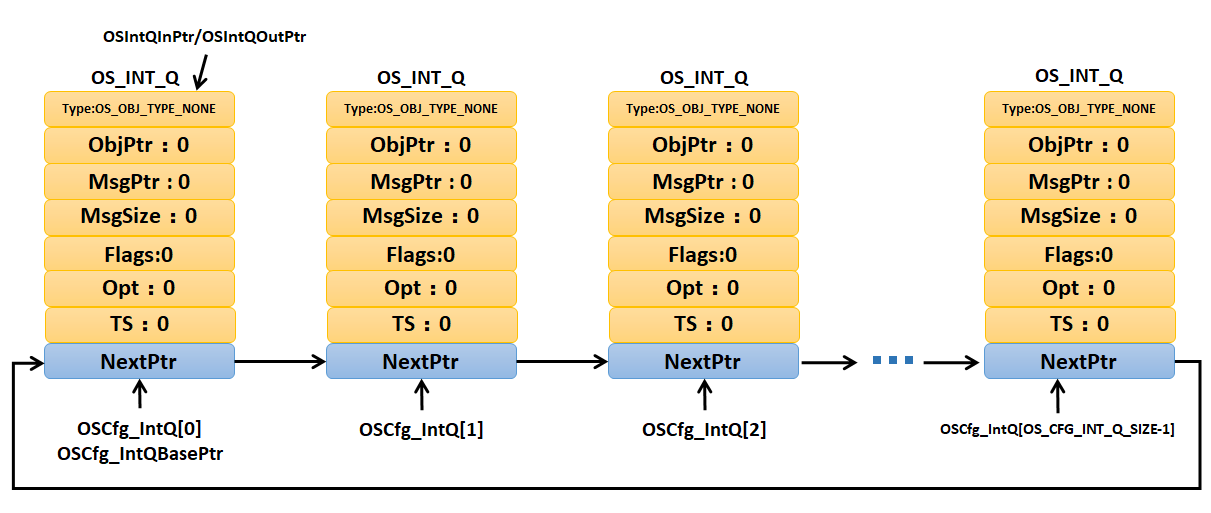 OSIntQInPtr/OSIntQOutPtr
OS_INT_Q
Type:OS_OBJ_TYPE_NONE
ObjPtr：0
MsgPtr : 0
MsgSize：0
Flags:0
Opt：0
TS：0
NextPtr
OSCfg_IntQ[0]
OSCfg_IntQBasePtr
OS_INT_Q
Type:OS_OBJ_TYPE_NONE
ObjPtr：0
MsgPtr : 0
MsgSize：0
Flags:0
Opt：0
TS：0
NextPtr
OSCfg_IntQ[1]
OS_INT_Q
Type:OS_OBJ_TYPE_NONE
ObjPtr：0
MsgPtr : 0
MsgSize：0
Flags:0
Opt：0
TS：0
NextPtr
OSCfg_IntQ[2]
OS_INT_Q
Type:OS_OBJ_TYPE_NONE
ObjPtr：0
MsgPtr : 0
MsgSize：0
Flags:0
Opt：0
TS：0
NextPtr
OSCfg_IntQ[OS_CFG_INT_Q_SIZE-1]